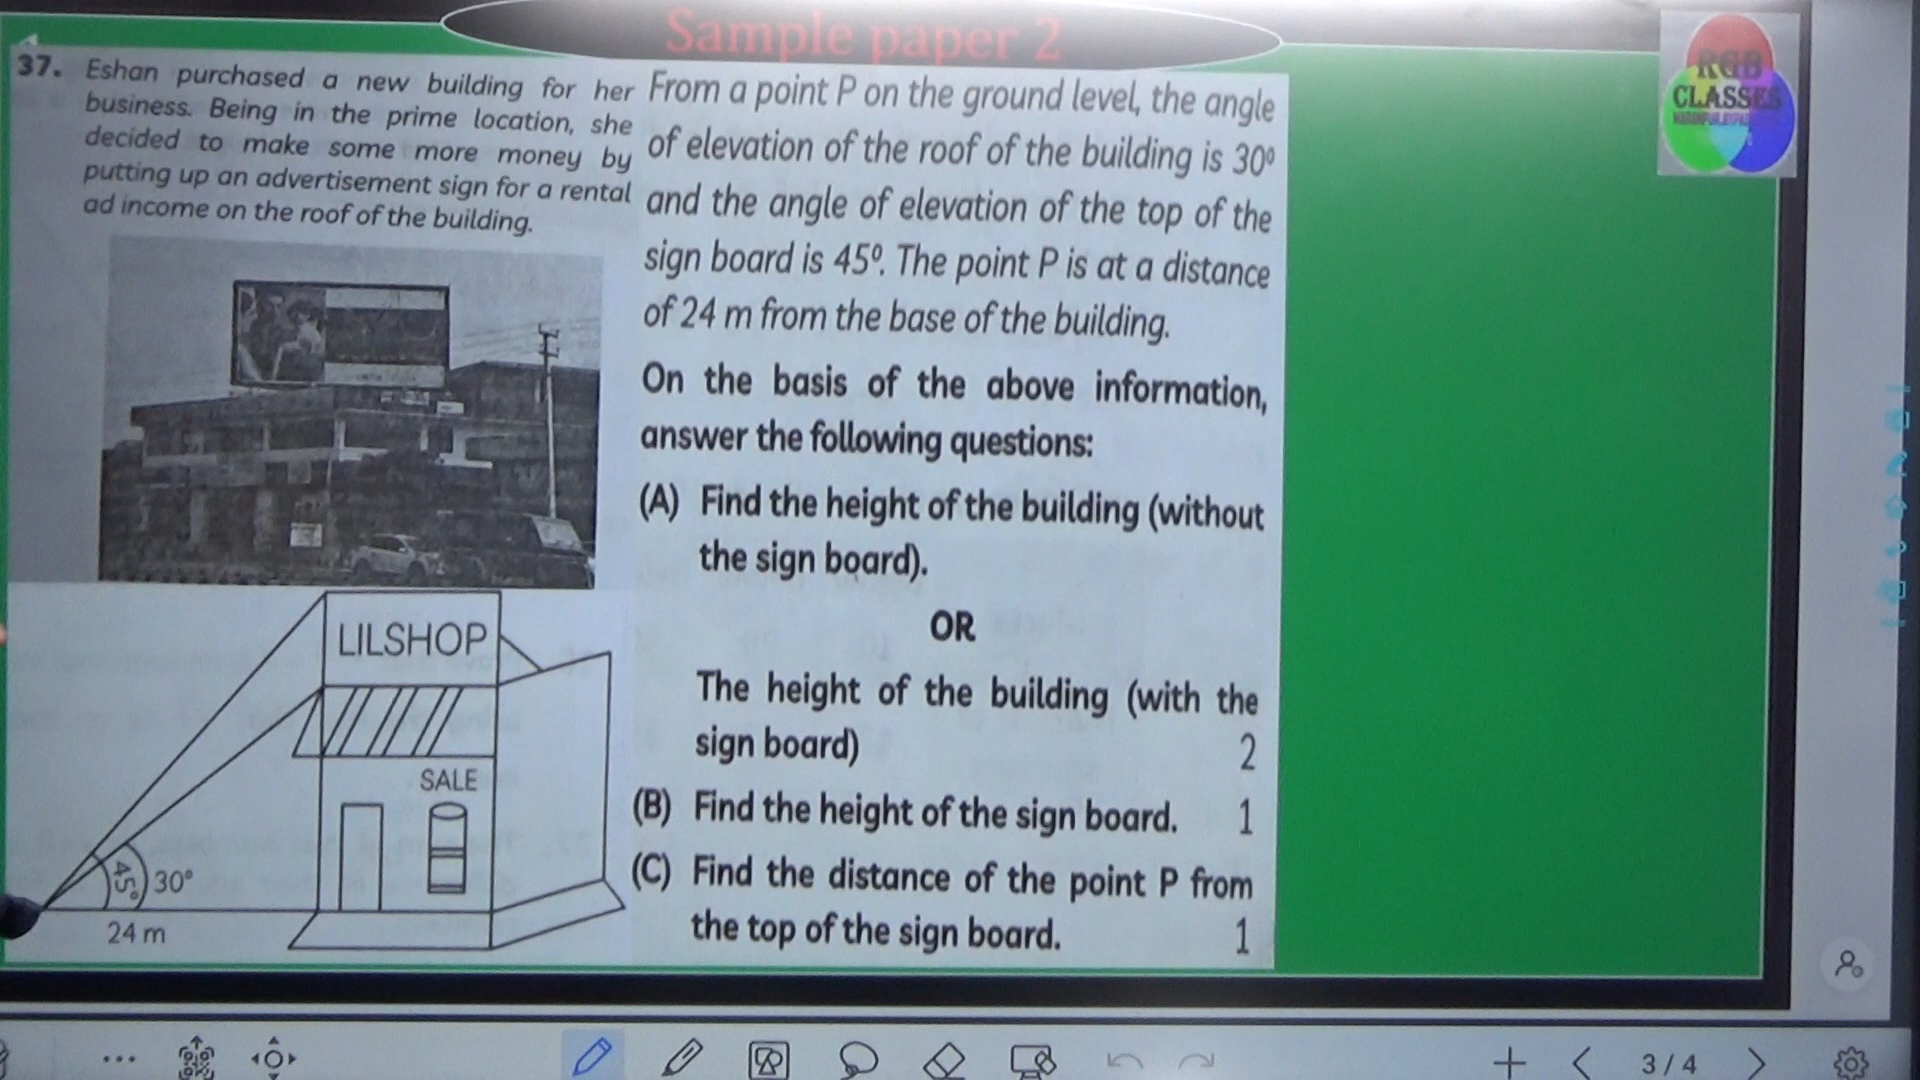 Sample paper 2
RGB
CLASSES
37. Eshan purchased a new building for her
business. Being in the prime location, she
decided to make some more money by
putting up an advertisement sign for a rental
ad income on the roof of the building.
LILSHOP
SALE
45°
30°
24 m
From a point P on the ground level, the angle
of elevation of the roof of the building is 30°
and the angle of elevation of the top of the
sign board is 45°. The point P is at a distance
of 24 m from the base of the building.
On the basis of the above information,
answer the following questions:
(A) Find the height of the building (without
the sign board).
OR
The height of the building (with the
sign board) 2
(B) Find the height of the sign board. 1
(C) Find the distance of the point P from
the top of the sign board. 1
3 / 4